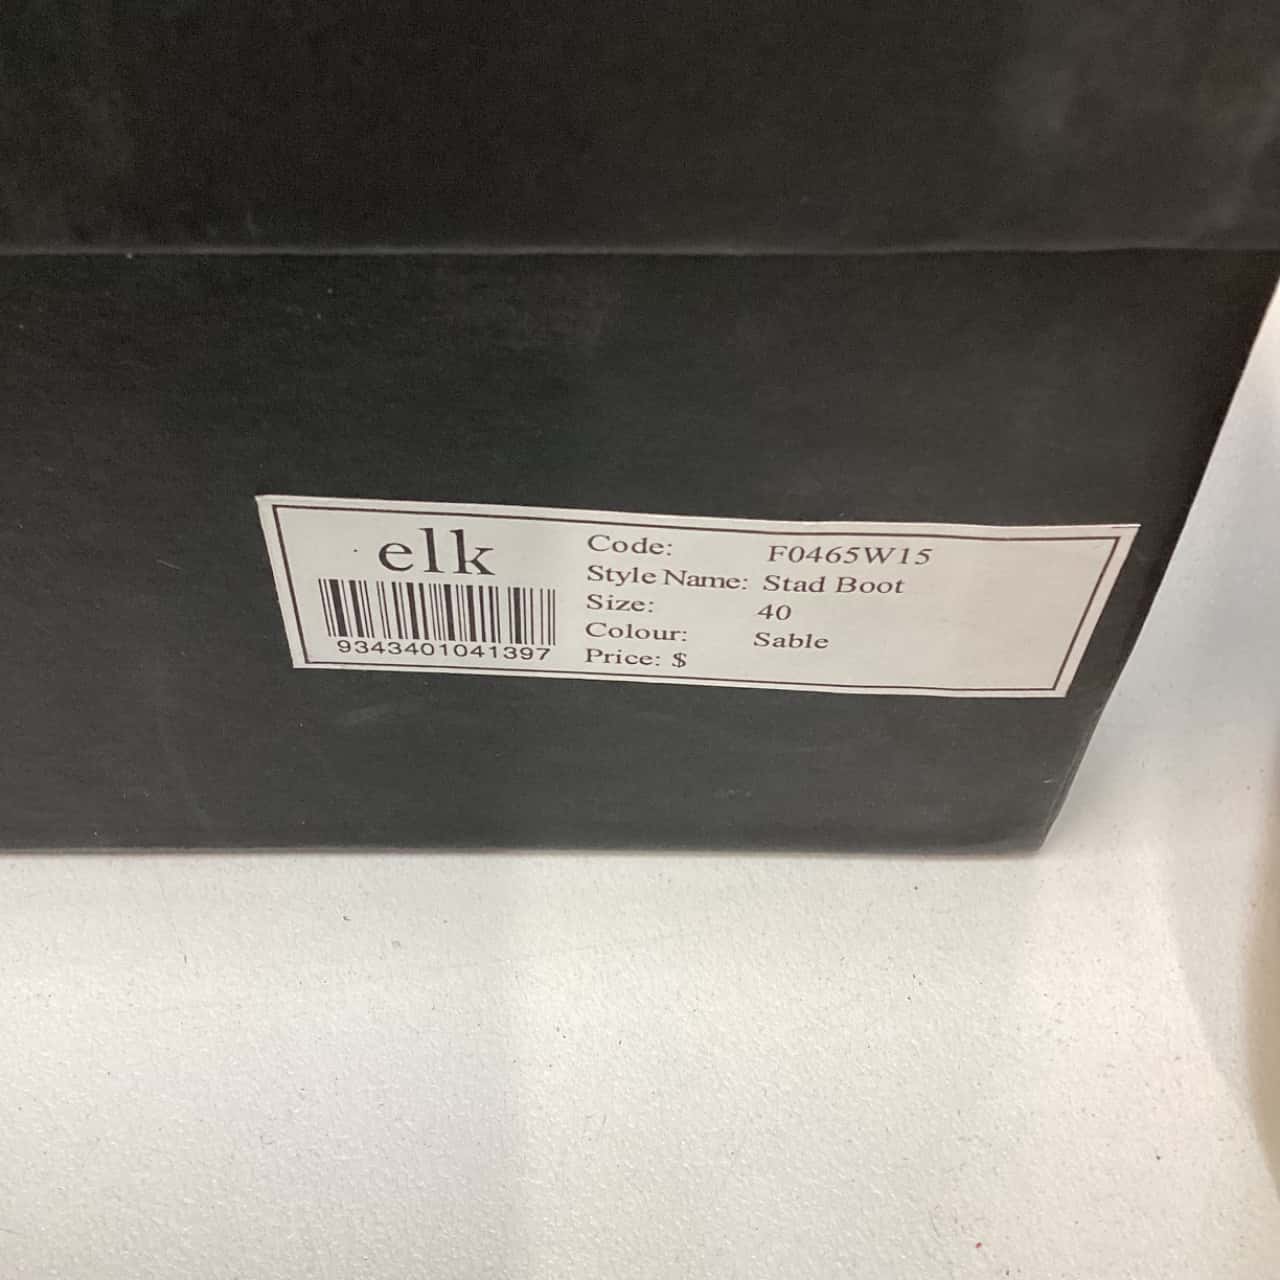 elk
9343401041397
Code: F0465W15
Style Name: Stad Boot
Size: 40
Colour: Sable
Price: $